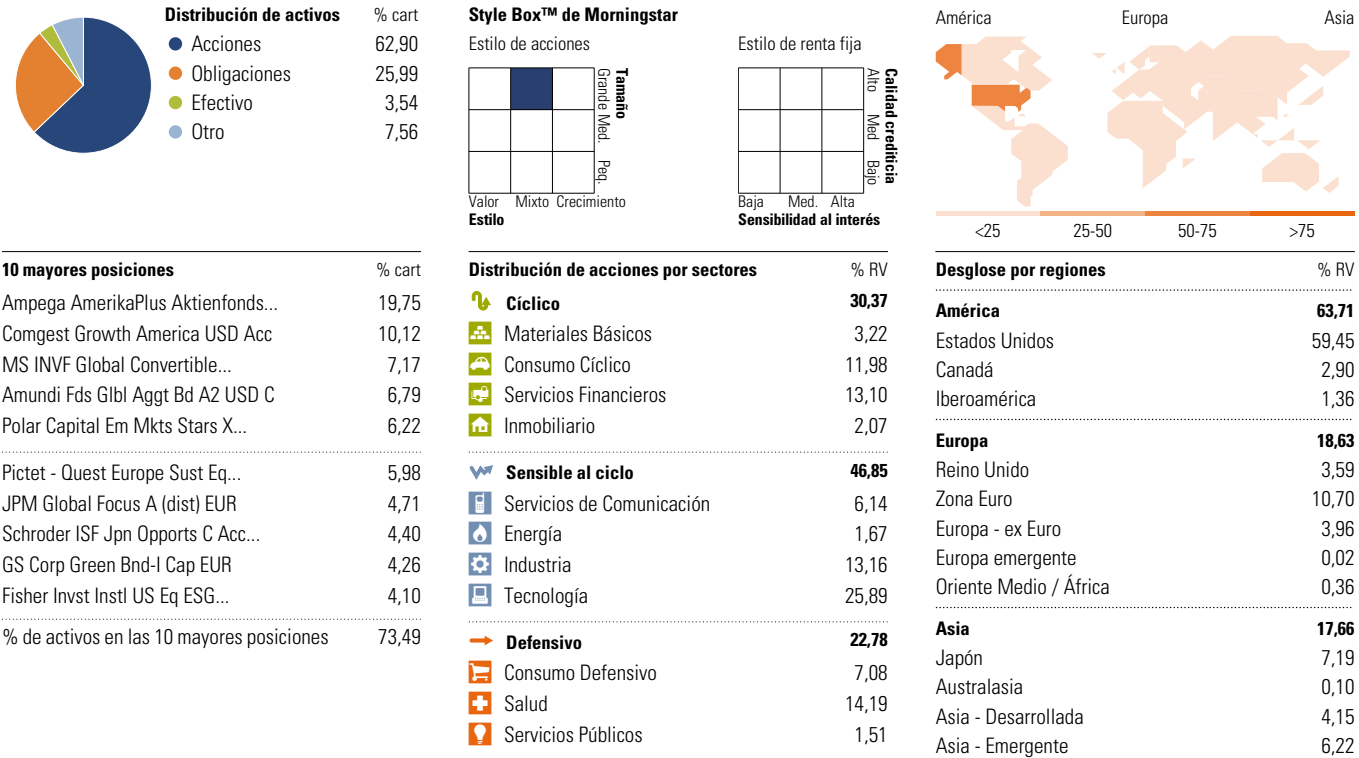 Distribución de activos % cart
Acciones 62,90
Obligaciones 25,99
Efectivo 3,54
Otro 7,56
Style Box™ de Morningstar
Estilo de acciones
Tamaño
Grande Med. Peq.
Valor Mixto Crecimiento
Estilo
Estilo de renta fija
Calidad crediticia
Alto Med Bajo
Baja Med. Alta
Sensibilidad al interés
América Europa Asia
<25 25-50 50-75 >75
10 mayores posiciones % cart
Ampega AmerikaPlus Aktienfonds... 19,75
Comgest Growth America USD Acc 10,12
MS INVF Global Convertible... 7,17
Amundi Fds Glbl Aggt Bd A2 USD C 6,79
Polar Capital Em Mkts Stars X... 6,22
Pictet - Quest Europe Sust Eq... 5,98
JPM Global Focus A (dist) EUR 4,71
Schroder ISF Jpn Opports C Acc... 4,40
GS Corp Green Bnd-I Cap EUR 4,26
Fisher Invst Instl US Eq ESG... 4,10
% de activos en las 10 mayores posiciones 73,49
Distribución de acciones por sectores % RV
Cíclico 30,37
Materiales Básicos 3,22
Consumo Cíclico 11,98
Servicios Financieros 13,10
Inmobiliario 2,07
Sensible al ciclo 46,85
Servicios de Comunicación 6,14
Energía 1,67
Industria 13,16
Tecnología 25,89
Defensivo 22,78
Consumo Defensivo 7,08
Salud 14,19
Servicios Públicos 1,51
Desglose por regiones % RV
América 63,71
Estados Unidos 59,45
Canadá 2,90
Iberoamérica 1,36
Europa 18,63
Reino Unido 3,59
Zona Euro 10,70
Europa - ex Euro 3,96
Europa emergente 0,02
Oriente Medio / África 0,36
Asia 17,66
Japón 7,19
Australasia 0,10
Asia - Desarrollada 4,15
Asia - Emergente 6,22